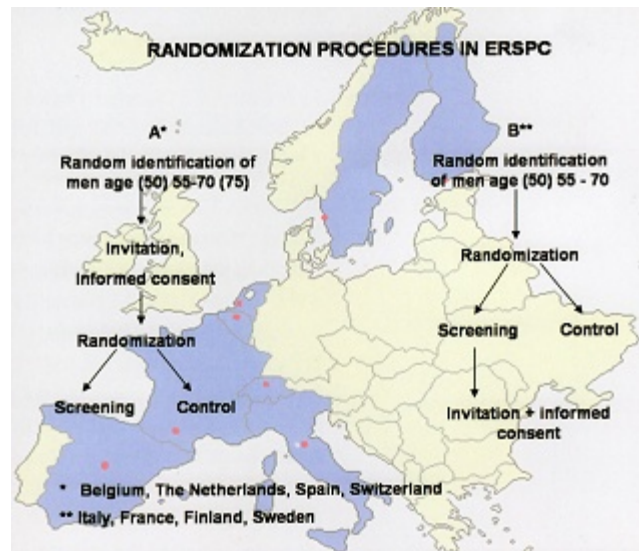 RANDOMIZATION PROCEDURES IN ERSPC
A*
Random identification of
men age (50) 55-70 (75)
Invitation,
Informed consent
Randomization
Screening
Control
B**
Random identification
of men age (50) 55 - 70
Randomization
Screening
Control
Invitation + informed
consent
* Belgium, The Netherlands, Spain, Switzerland
** Italy, France, Finland, Sweden